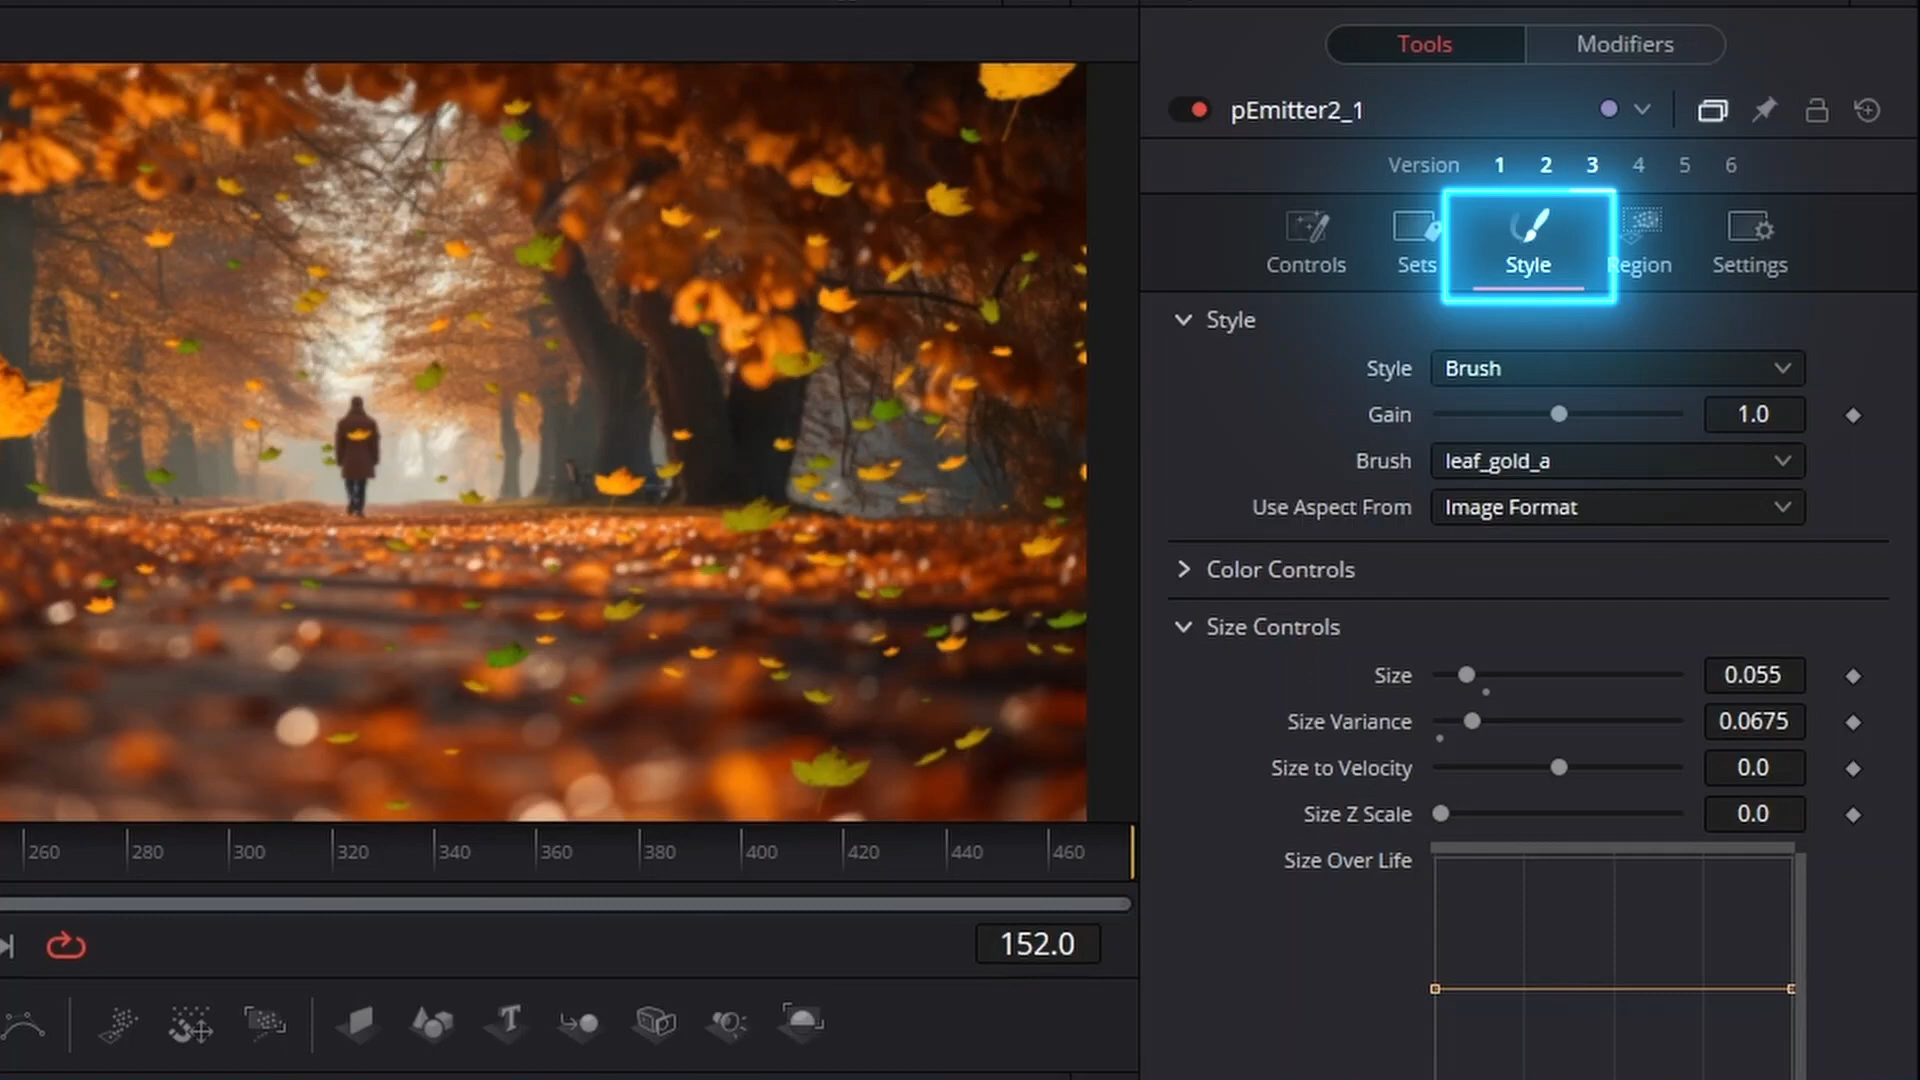 Tools Modifiers
pEmitter2_1
Version 1 2 3 4 5 6
Controls Sets Style Region Settings
Style
Style Brush
Gain 1.0
Brush leaf_gold_a
Use Aspect From Image Format
Color Controls
Size Controls
Size 0.055
Size Variance 0.0675
Size to Velocity 0.0
Size Z Scale 0.0
Size Over Life
260 280 300 320 340 360 380 400 420 440 460
152.0